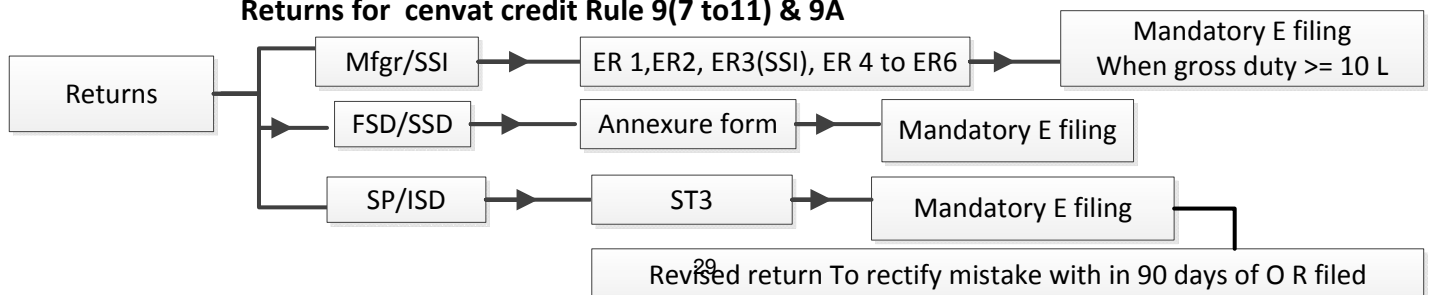 Returns for cenvat credit Rule 9(7 to11) & 9A
Returns
Mfgr/SSI
ER 1,ER2, ER3(SSI), ER 4 to ER6
Mandatory E filing
When gross duty >= 10 L
FSD/SSD
Annexure form
Mandatory E filing
SP/ISD
ST3
Mandatory E filing
Revised return To rectify mistake with in 90 days of O R filed
29